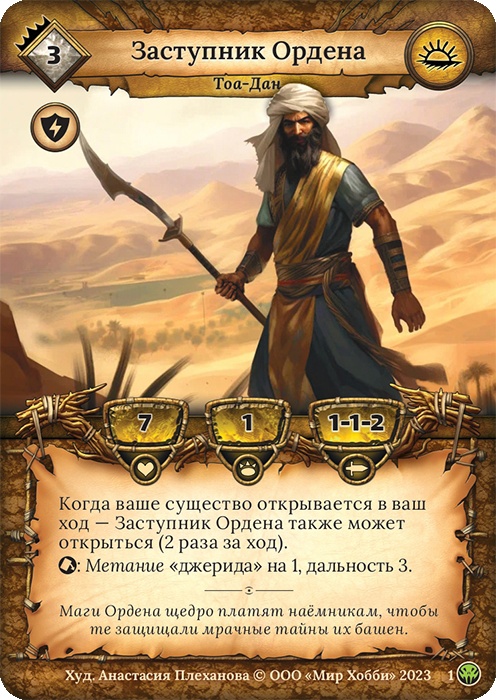 3
Заступник Ордена
Тоа-Дан
7
1
1-1-2
Когда ваше существо открывается в ваш
ход — Заступник Ордена также может
открыться (2 раза за ход).
: Метание «джерида» на 1, дальность 3.
Маги Ордена щедро платят наёмникам, чтобы
те защищали мрачные тайны их башен.
Худ. Анастасия Плеханова © ООО «Мир Хобби» 2023
1